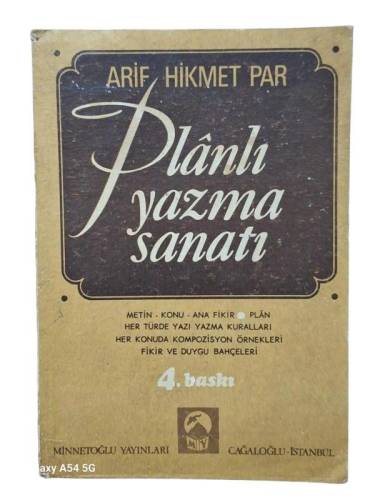 ARİF HİKMET PAR
Plânlı
yazma
sanatı
METİN - KONU - ANA FİKİR PLÂN
HER TÜRDE YAZI YAZMA KURALLARI
HER KONUDA KOMPOZİSYON ÖRNEKLERİ
FİKİR VE DUYGU BAHÇELERİ
4. baskı
MİNNETOĞLU YAYINLARI CAĞALOĞLU-İSTANBUL
axy A54 5G